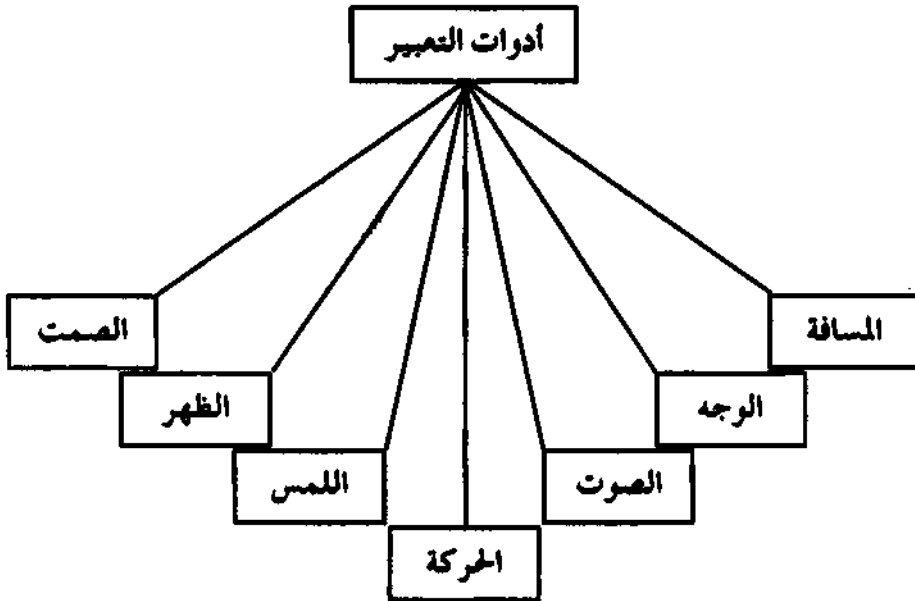 أدوات التعبير
المسافة
الصمت
الوجه
الظهر
الصوت
اللمس
الحركة